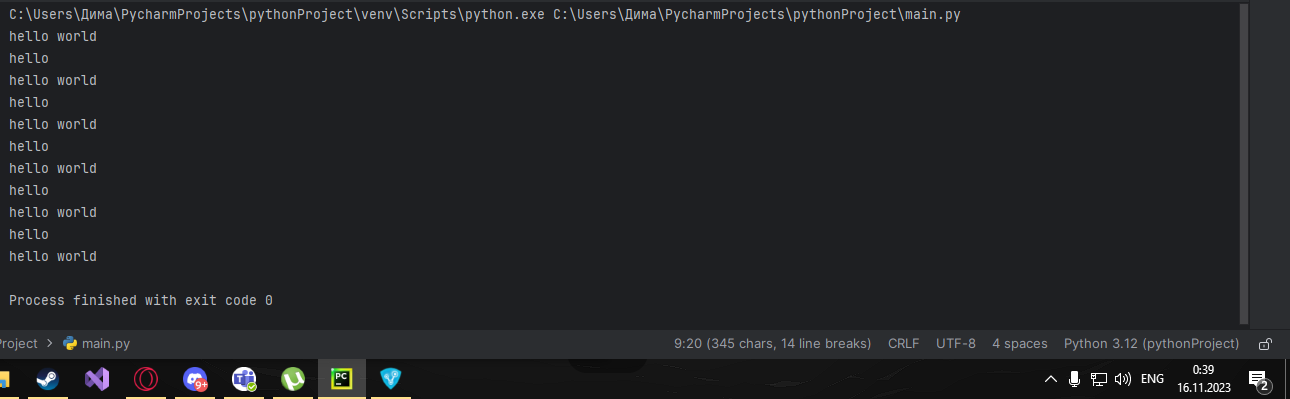 C:\Users\Дима\PycharmProjects\pythonProject\venv\Scripts\python.exe C:\Users\Дима\PycharmProjects\pythonProject\main.py
hello world
hello
hello world
hello
hello world
hello
hello world
hello
hello world
hello
hello world
Process finished with exit code 0
Project > main.py 9:20 (345 chars, 14 line breaks) CRLF UTF-8 4 spaces Python 3.12 (pythonProject)
9+ PC ENG 0:39 2
16.11.2023